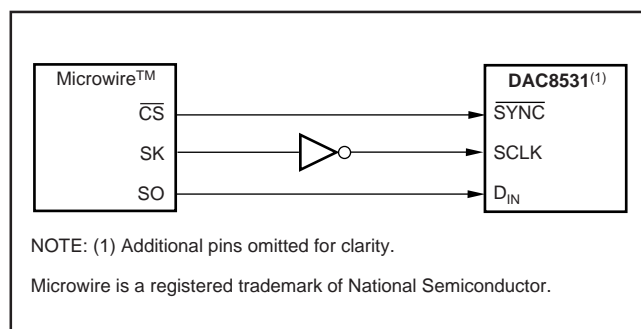 Microwire™ DAC8531(1)
CS SYNC
SK SCLK
SO DIN
NOTE: (1) Additional pins omitted for clarity.
Microwire is a registered trademark of National Semiconductor.